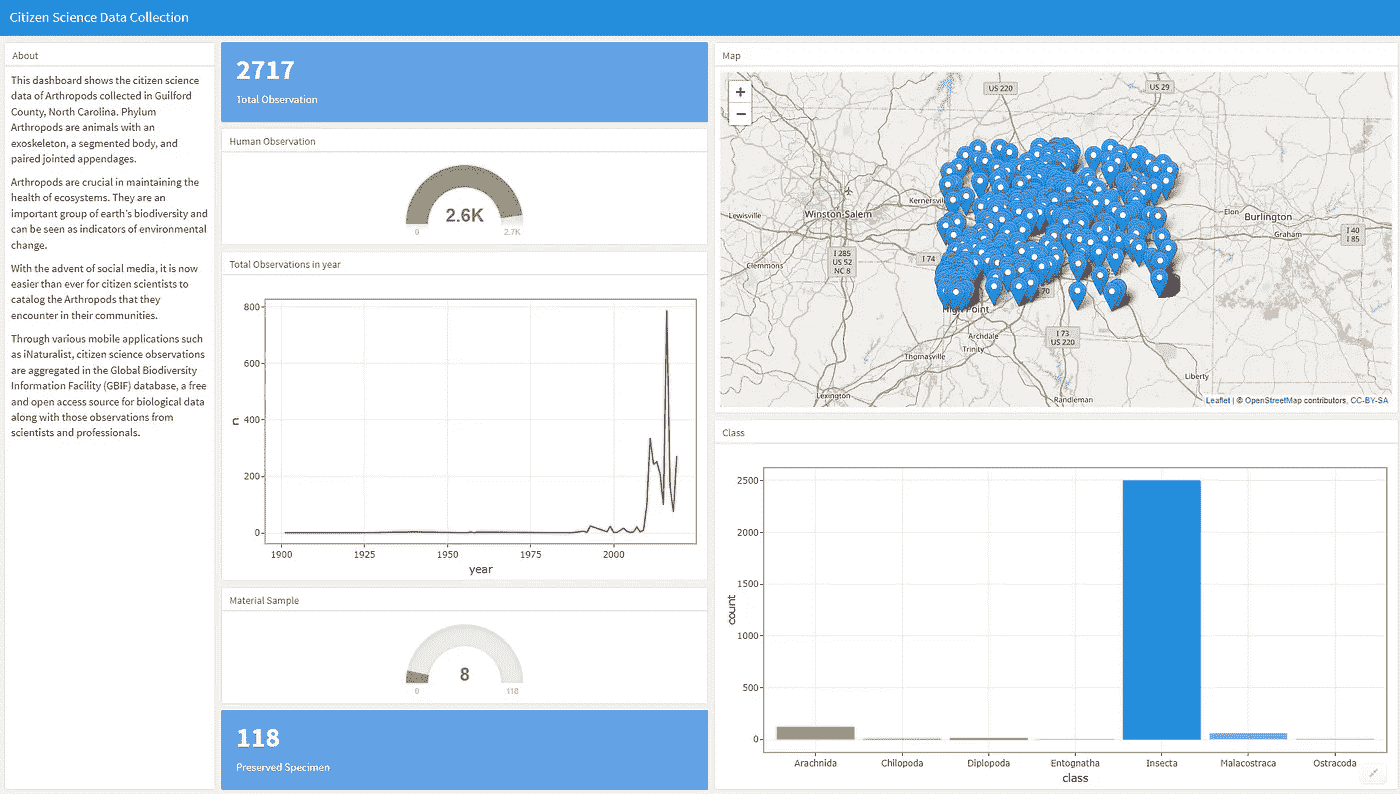 Citizen Science Data Collection
About
This dashboard shows the citizen science
data of Arthropods collected in Guilford
County, North Carolina. Phylum
Arthropods are animals with an
exoskeleton, a segmented body, and
paired jointed appendages.
Arthropods are crucial in maintaining the
health of ecosystems. They are an
important group of earth's biodiversity and
can be seen as indicators of environmental
change.
With the advent of social media, it is now
easier than ever for citizen scientists to
catalog the Arthropods that they
encounter in their communities.
Through various mobile applications such
as iNaturalist, citizen science observations
are aggregated in the Global Biodiversity
Information Facility (GBIF) database, a free
and open access source for biological data
along with those observations from
scientists and professionals.
2717
Total Observation
Human Observation
2.6K
0 2.7K
Total Observations in year
800
600
400
200
0
n
1900 1925 1950 1975 2000
year
Material Sample
8
0 118
118
Preserved Specimen
Map
+
−
US 220
US 29
Kernersvil
Lewisville
Winston-Salem
Elon
Burlington
Graham
I 40
I 85
I 285
US 52
NC 8
I 74
Clemmons
70
High Point
Archdale
Trinity
I 73
US 220
Thomasville
Liberty
Lexington
Randleman
Leaflet | © OpenStreetMap contributors, CC-BY-SA
Class
2500
2000
1500
1000
500
0
count
Arachnida Chilopoda Diplopoda Entognatha Insecta Malacostraca Ostracoda
class